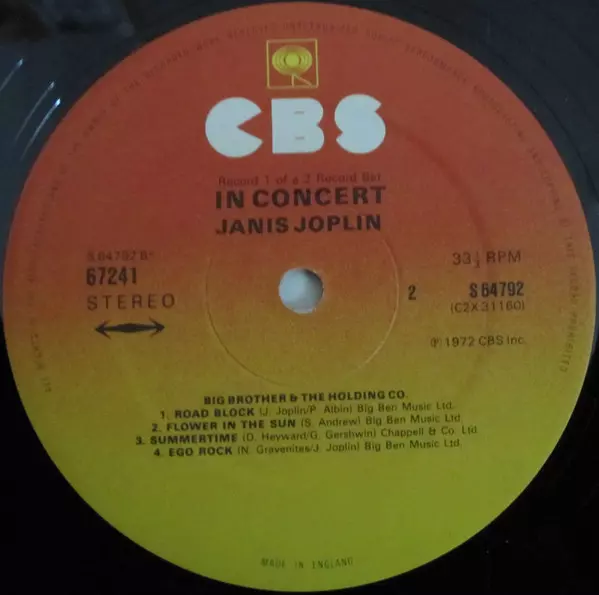 CBS
Record 1 of a 2 Record Set
IN CONCERT
JANIS JOPLIN
S 64792 B
67241
STEREO
33⅓ RPM
2
S 64792
(C2X 31160)
℗ 1972 CBS Inc.
BIG BROTHER & THE HOLDING CO.
1. ROAD BLOCK (J. Joplin/P. Albin) Big Ben Music Ltd.
2. FLOWER IN THE SUN (S. Andrew) Big Ben Music Ltd.
3. SUMMERTIME (D. Heyward/G. Gershwin) Chappell & Co. Ltd.
4. EGO ROCK (N. Gravenites/J. Joplin) Big Ben Music Ltd.
MADE IN ENGLAND